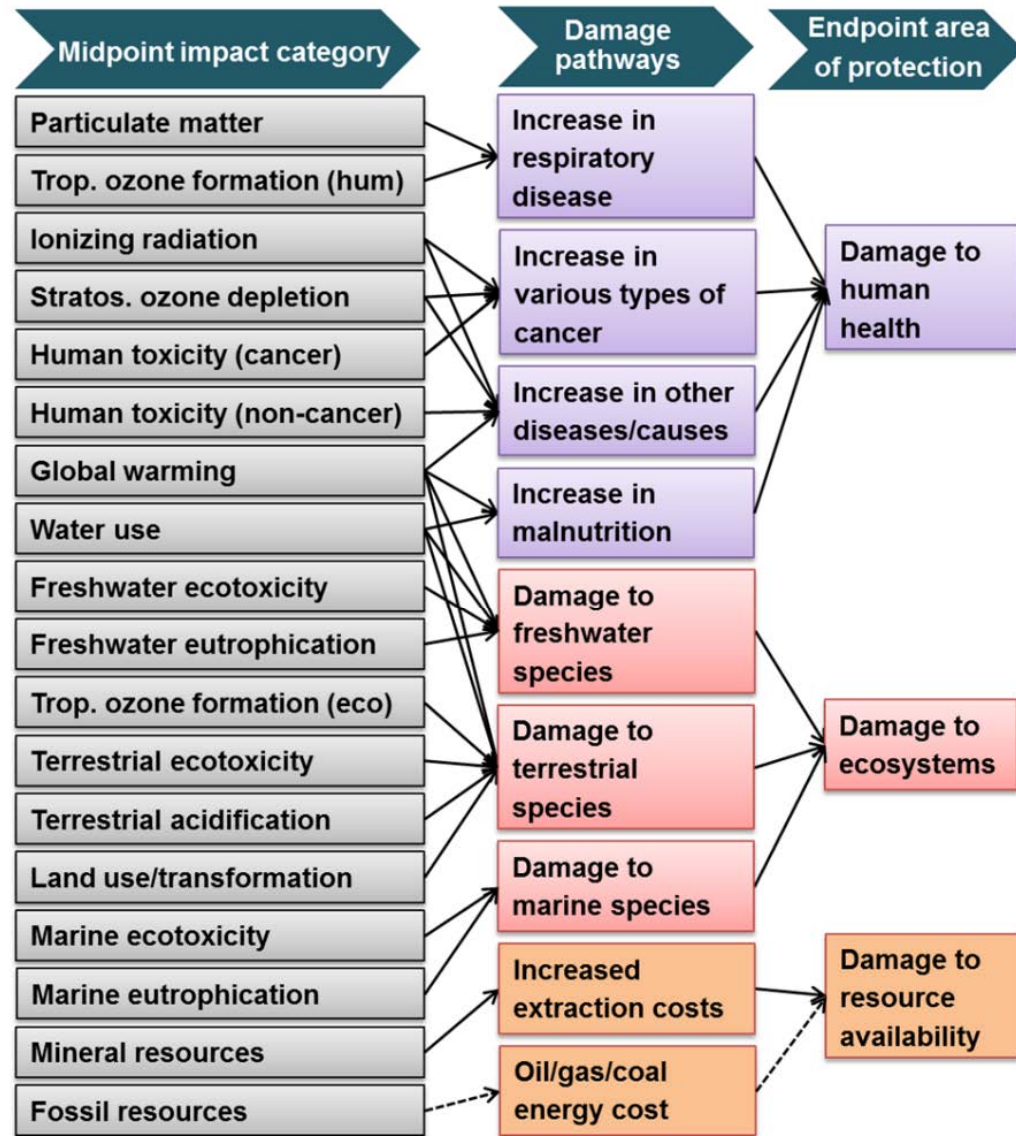 Midpoint impact category
Damage
pathways
Endpoint area
of protection
Particulate matter
Trop. ozone formation (hum)
Ionizing radiation
Stratos. ozone depletion
Human toxicity (cancer)
Human toxicity (non-cancer)
Global warming
Water use
Freshwater ecotoxicity
Freshwater eutrophication
Trop. ozone formation (eco)
Terrestrial ecotoxicity
Terrestrial acidification
Land use/transformation
Marine ecotoxicity
Marine eutrophication
Mineral resources
Fossil resources
Increase in
respiratory
disease
Increase in
various types of
cancer
Increase in other
diseases/causes
Increase in
malnutrition
Damage to
freshwater
species
Damage to
terrestrial
species
Damage to
marine species
Increased
extraction costs
Oil/gas/coal
energy cost
Damage to
human
health
Damage to
ecosystems
Damage to
resource
availability